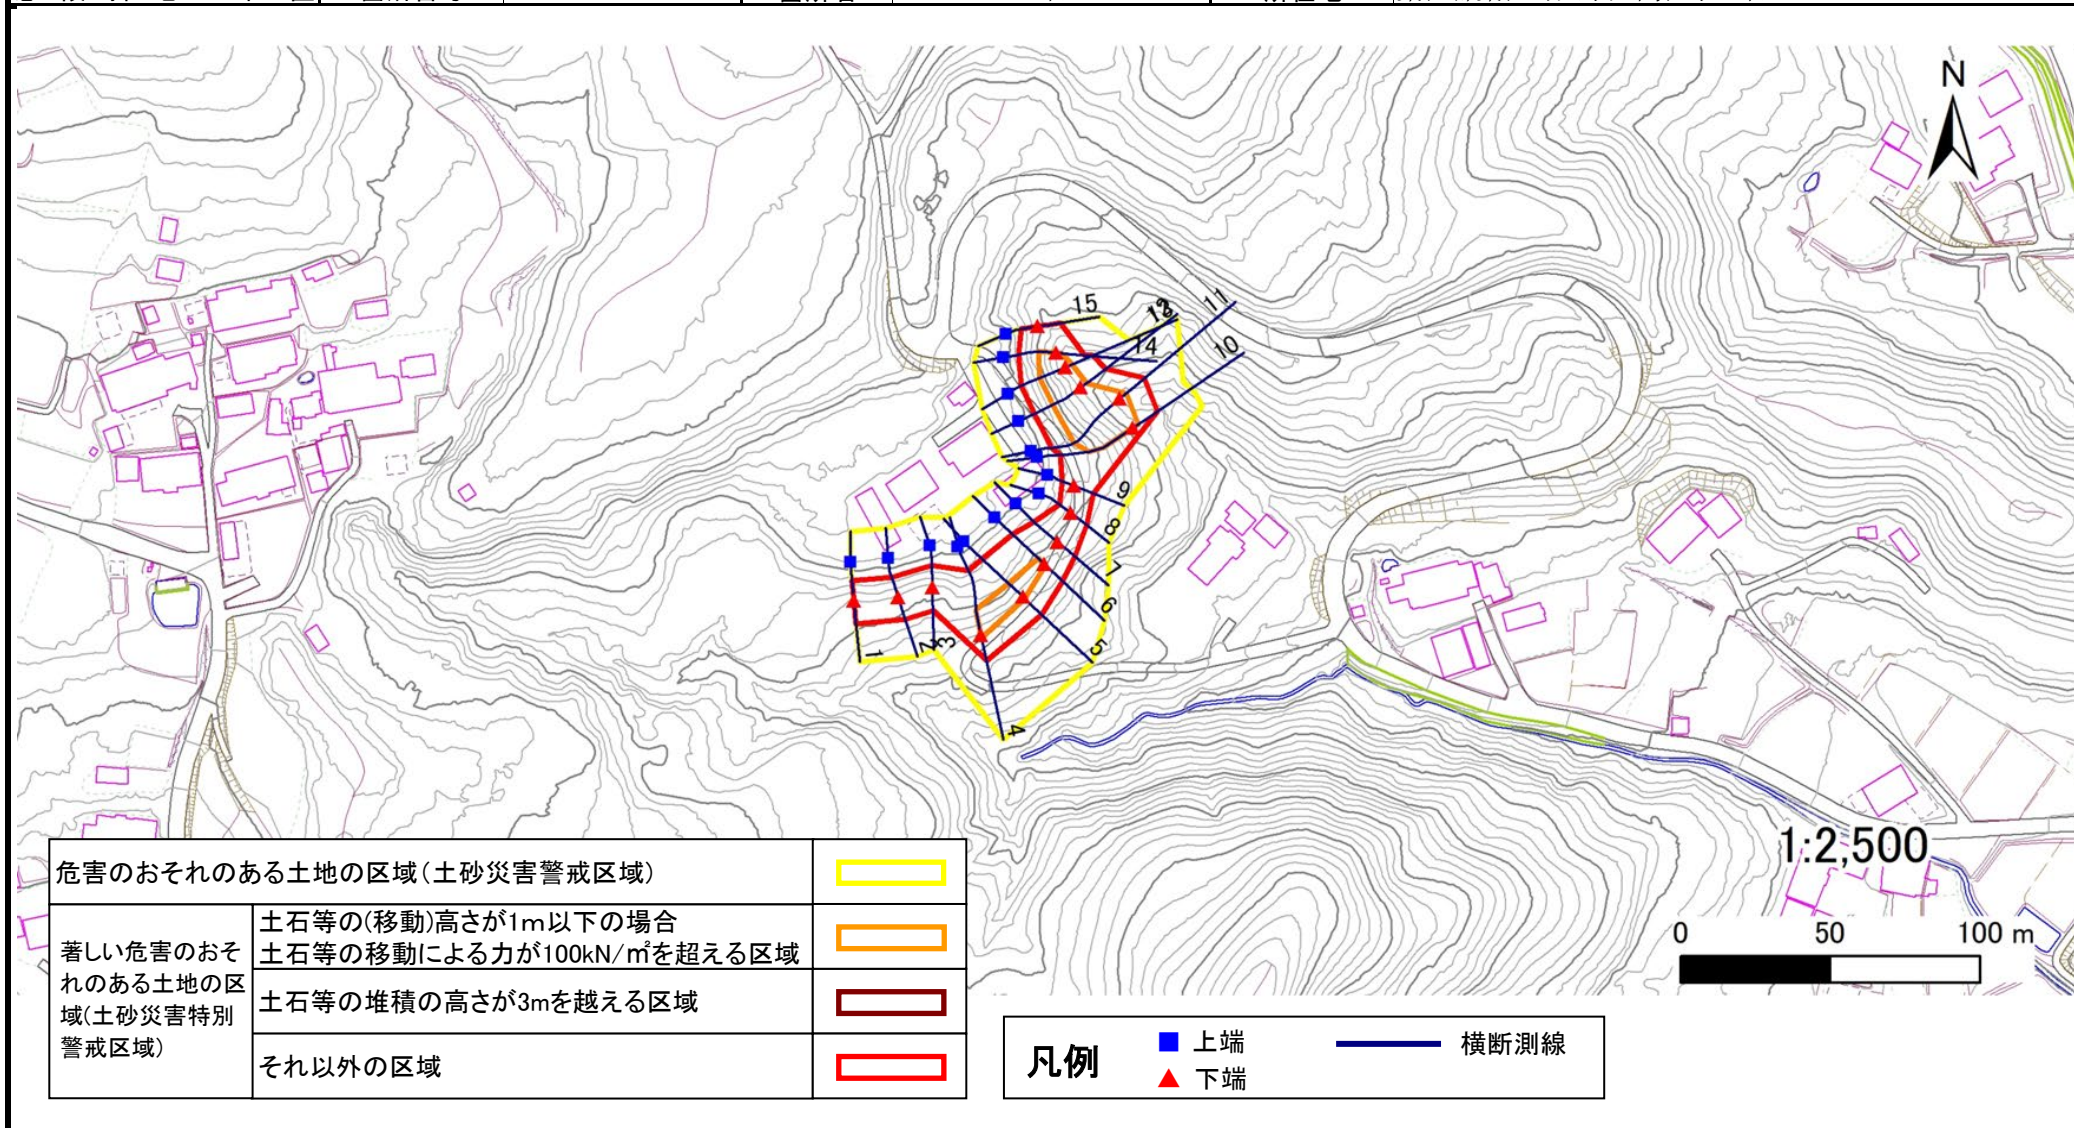 N
15
12
11
14
10
9
8
7
6
5
1
2
3
4
1:2,500
0 50 100 m
危害のおそれのある土地の区域(土砂災害警戒区域)
著しい危害のおそれのある土地の区域(土砂災害特別警戒区域)
土石等の(移動)高さが1m以下の場合
土石等の移動による力が100kN/㎡を超える区域
土石等の堆積の高さが3mを越える区域
それ以外の区域
凡例
上端
横断測線
下端